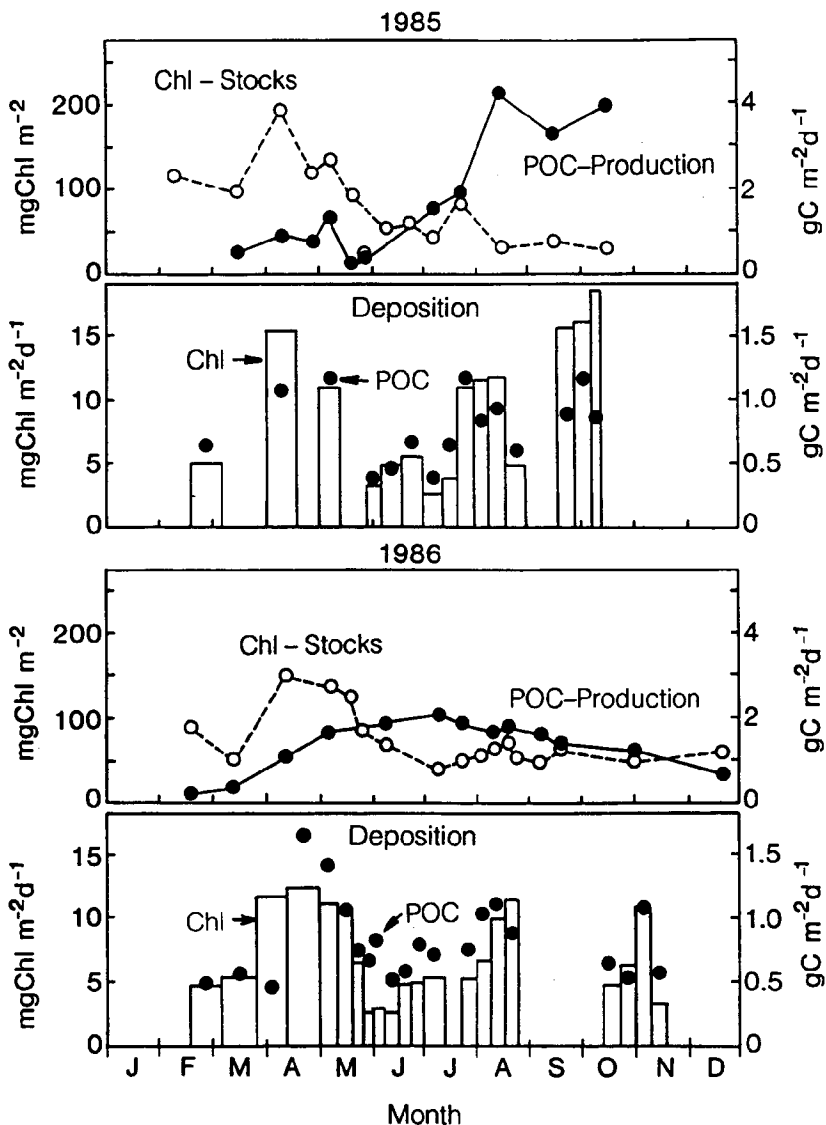 1985
Chl – Stocks
POC–Production
mgChl m-2
gC m-2d-1
200
100
0
4
2
0
Deposition
Chl
POC
mgChl m-2d-1
gC m-2d-1
15
10
5
0
1.5
1.0
0.5
0
1986
Chl – Stocks
POC–Production
mgChl m-2
gC m-2d-1
200
100
0
4
2
0
Deposition
Chl
POC
mgChl m-2d-1
gC m-2d-1
15
10
5
0
1.5
1.0
0.5
0
J F M A M J J A S O N D
Month